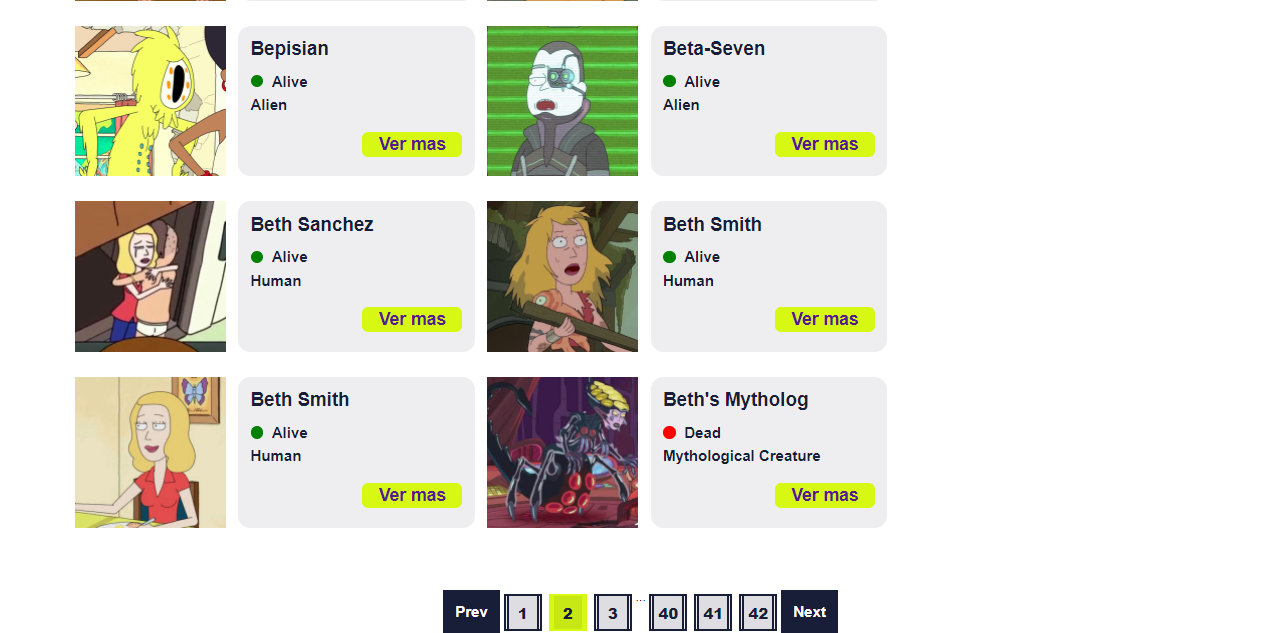 Bepisian
Alive
Alien
Ver mas
Beta-Seven
Alive
Alien
Ver mas
Beth Sanchez
Alive
Human
Ver mas
Beth Smith
Alive
Human
Ver mas
Beth Smith
Alive
Human
Ver mas
Beth's Mytholog
Dead
Mythological Creature
Ver mas
Prev 1 2 3 ... 40 41 42 Next